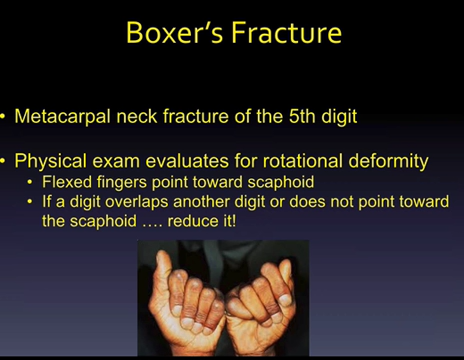 Boxer's Fracture
• Metacarpal neck fracture of the 5th digit
• Physical exam evaluates for rotational deformity
• Flexed fingers point toward scaphoid
• If a digit overlaps another digit or does not point toward
the scaphoid …. reduce it!